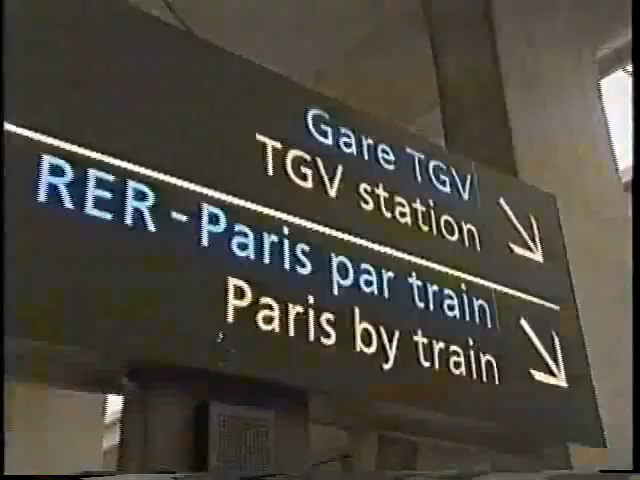 Gare TGV
TGV station
RER-Paris par train
Paris by train